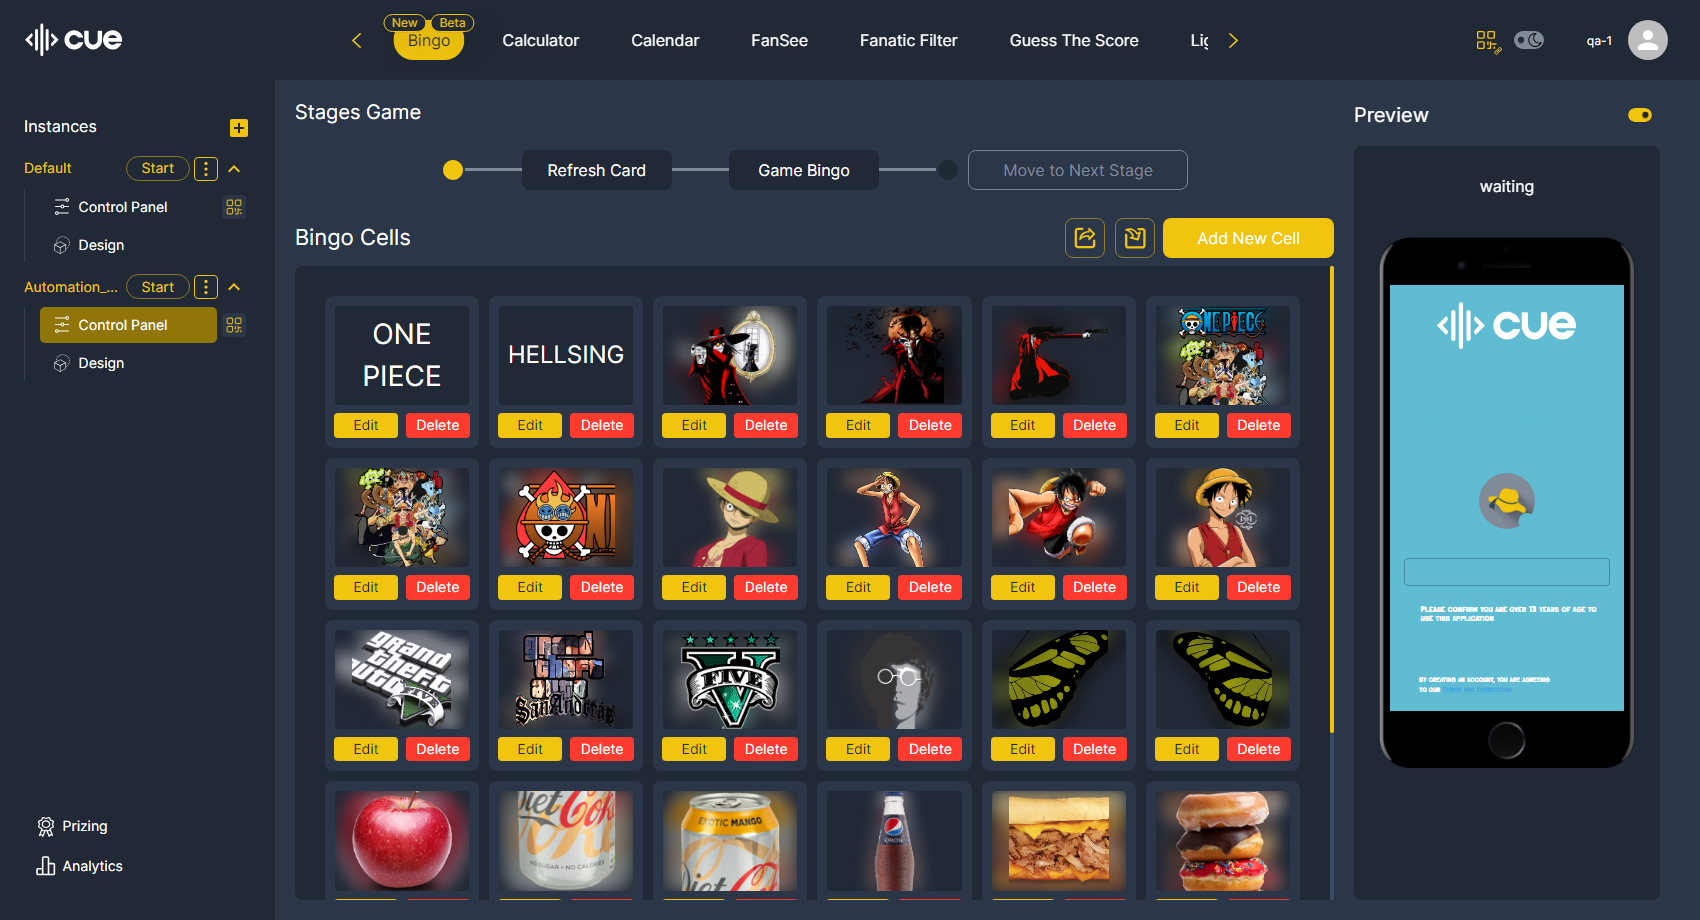 cue
New Beta
Bingo
Calculator
Calendar
FanSee
Fanatic Filter
Guess The Score
Lig
qa-1
Instances
Default
Start
Control Panel
Design
Automation_...
Start
Control Panel
Design
Prizing
Analytics
Stages Game
Refresh Card
Game Bingo
Move to Next Stage
Bingo Cells
Add New Cell
ONE
PIECE
HELLSING
ONE PIECE
Edit Delete Edit Delete Edit Delete Edit Delete Edit Delete Edit Delete
Edit Delete Edit Delete Edit Delete Edit Delete Edit Delete Edit Delete
grand
theft
auto
FIVE
grand
theft
auto
San Andreas
V
FIVE
Edit Delete Edit Delete Edit Delete Edit Delete Edit Delete Edit Delete
Diet
Coke
NO SUGAR • NO CALORIES
EXOTIC MANGO
Diet Coke
pepsi
Preview
waiting
cue
Please confirm you are over 13 years of age to
use this application
By creating an account, you are agreeing
to our Terms and Conditions